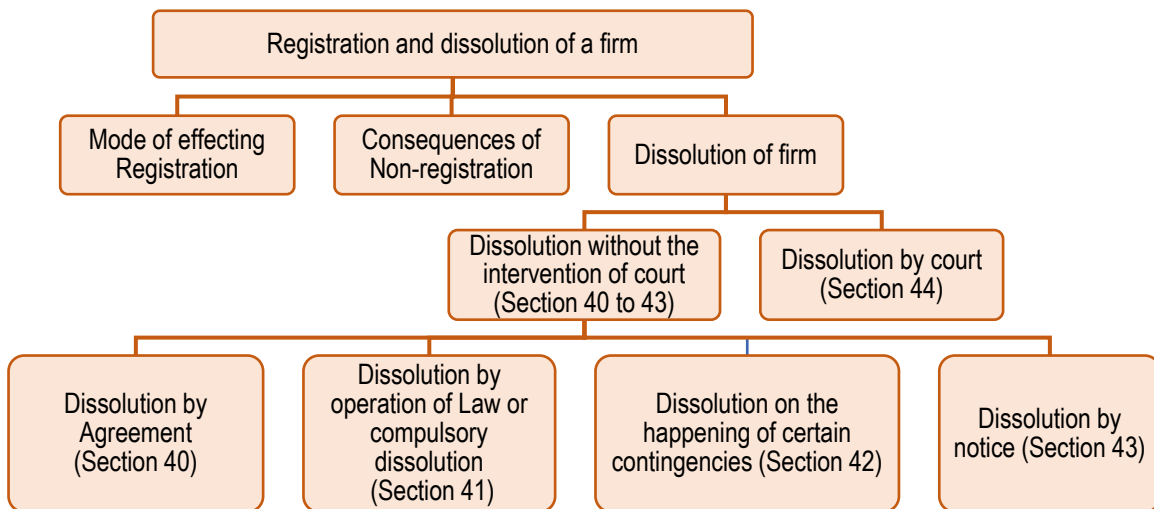 Registration and dissolution of a firm
Mode of effecting
Registration
Consequences of
Non-registration
Dissolution of firm
Dissolution without the
intervention of court
(Section 40 to 43)
Dissolution by court
(Section 44)
Dissolution by
Agreement
(Section 40)
Dissolution by
operation of Law or
compulsory
dissolution
(Section 41)
Dissolution on the
happening of certain
contingencies (Section 42)
Dissolution by
notice (Section 43)